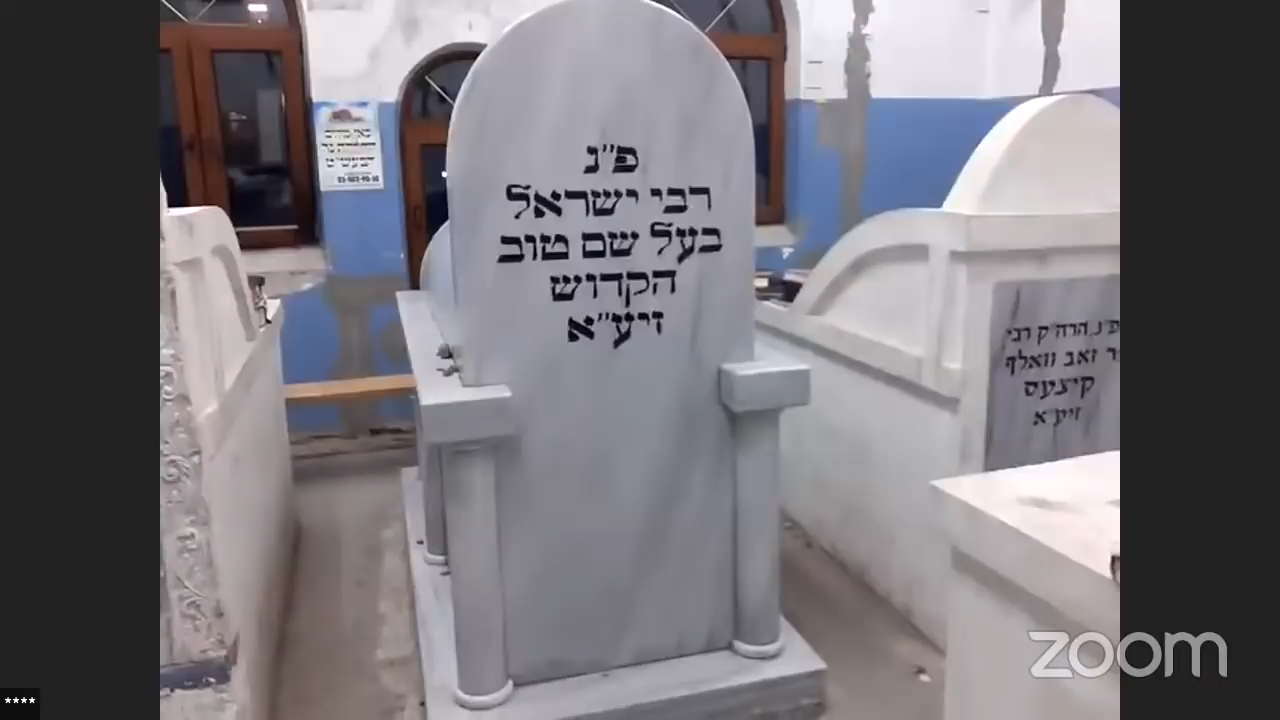 פ״נ
רבי ישראל
בעל שם טוב
הקדוש
זיע״א
פ״נ הרה״ק רבי
זאב וואלף
קיצעס
זיע״א
zoom
****